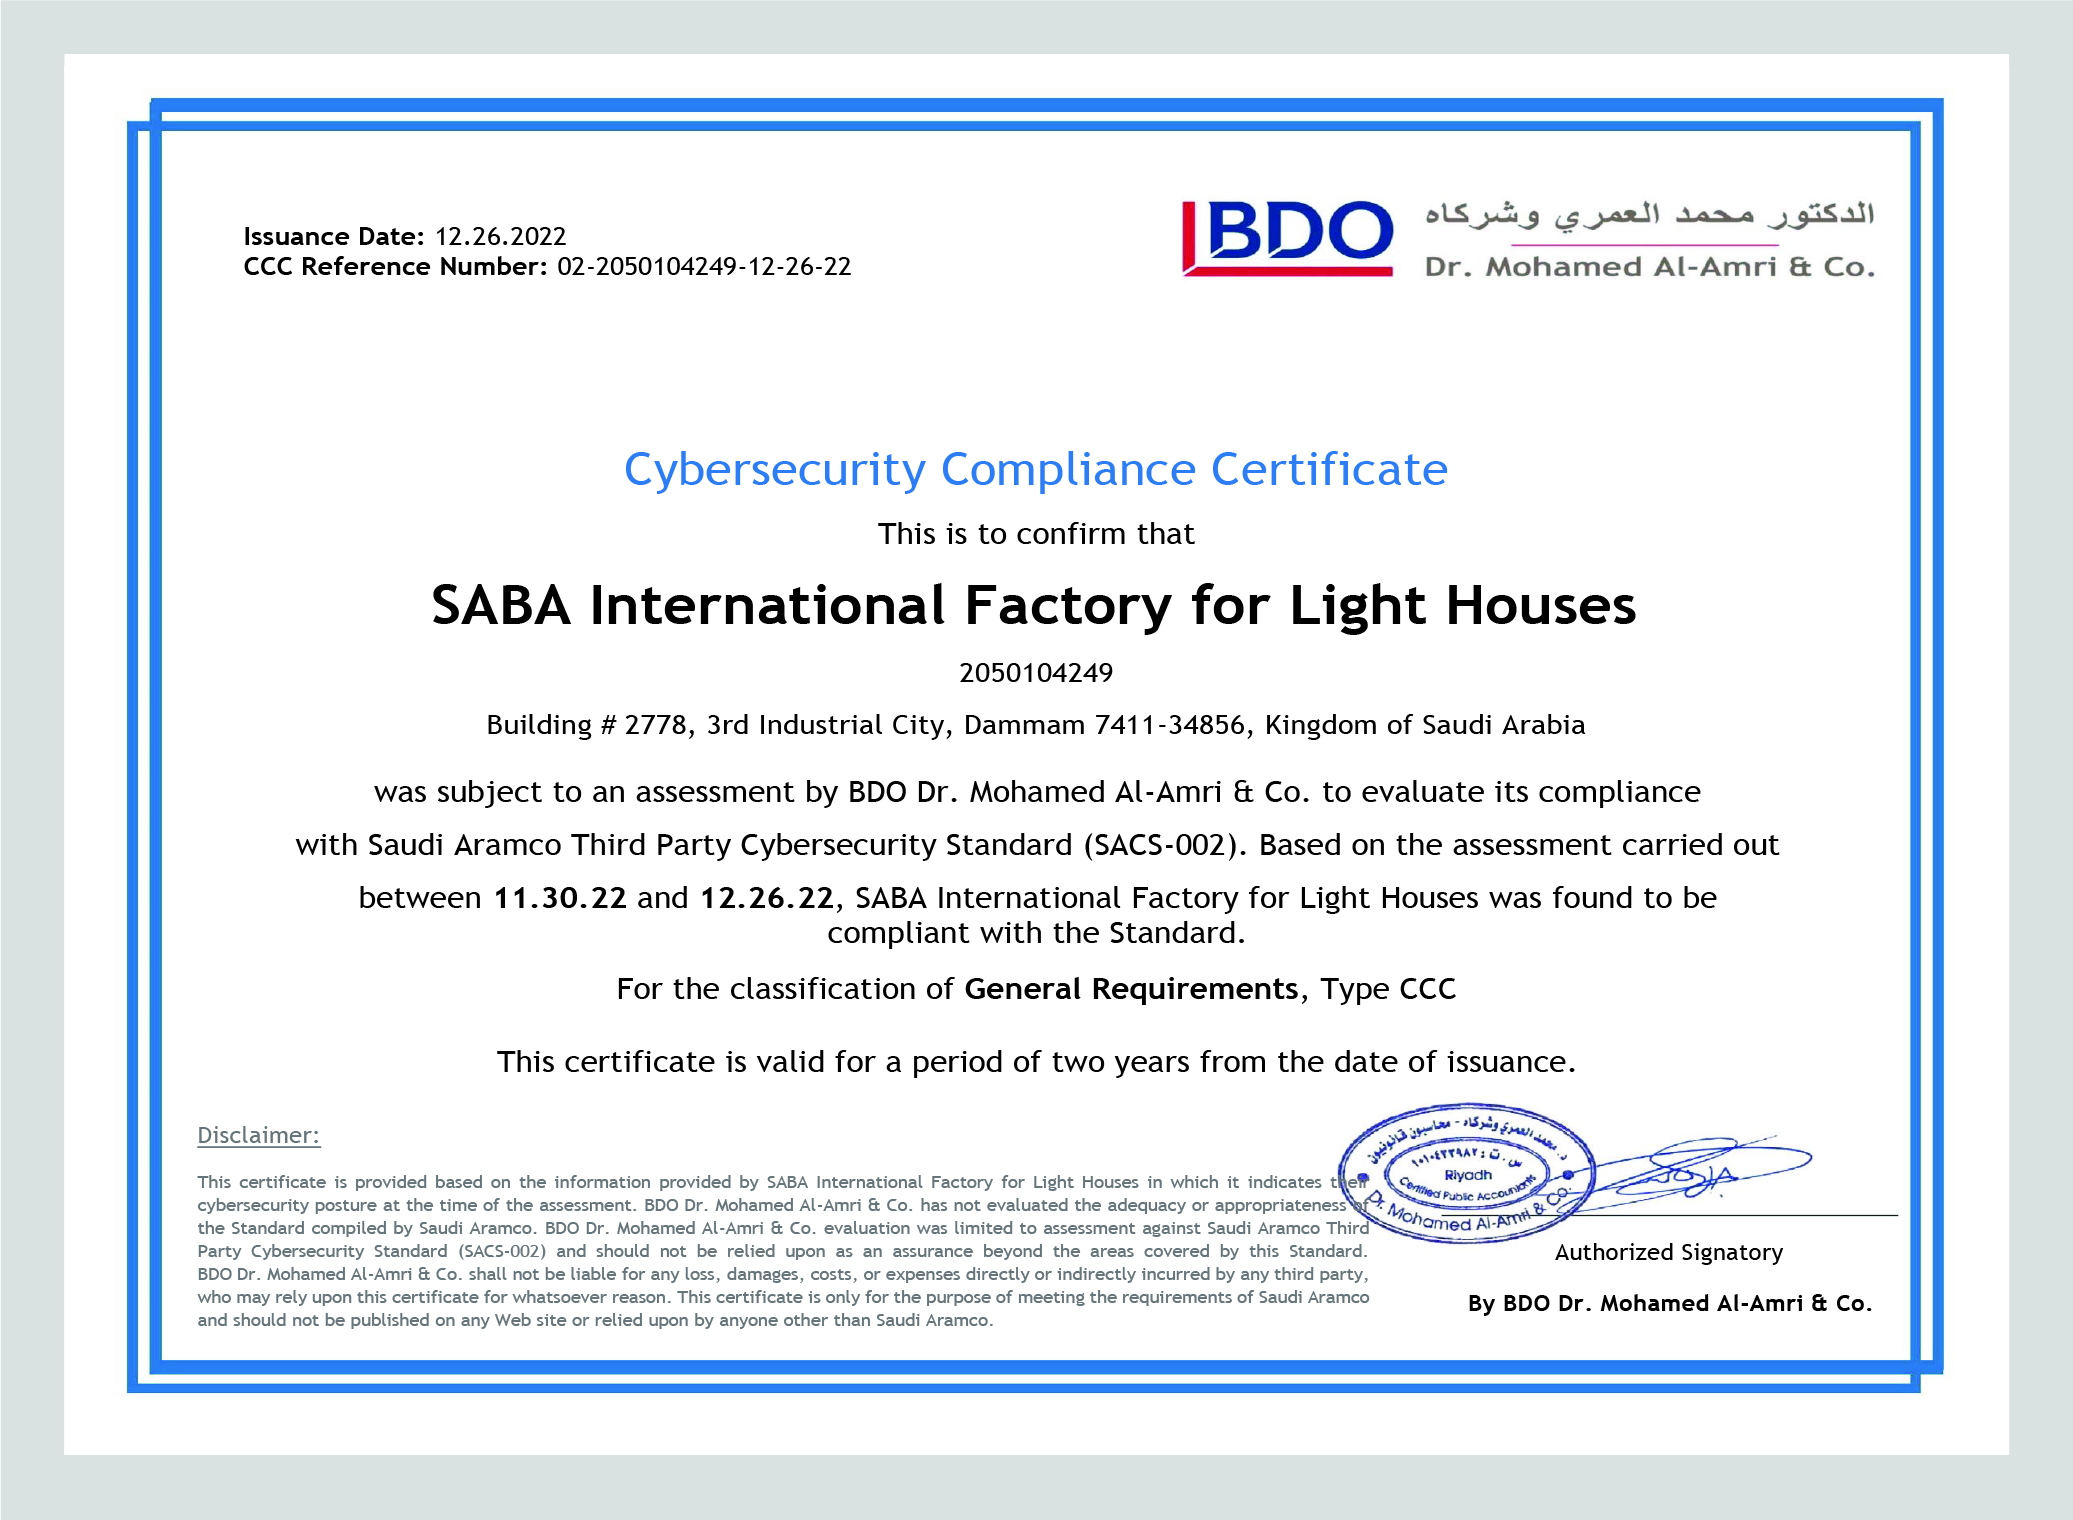 Issuance Date: 12.26.2022
CCC Reference Number: 02-2050104249-12-26-22
BDO
الدكتور محمد العمري وشركاه
Dr. Mohamed Al-Amri & Co.
Cybersecurity Compliance Certificate
This is to confirm that
SABA International Factory for Light Houses
2050104249
Building # 2778, 3rd Industrial City, Dammam 7411-34856, Kingdom of Saudi Arabia
was subject to an assessment by BDO Dr. Mohamed Al-Amri & Co. to evaluate its compliance
with Saudi Aramco Third Party Cybersecurity Standard (SACS-002). Based on the assessment carried out
between 11.30.22 and 12.26.22, SABA International Factory for Light Houses was found to be
compliant with the Standard.
For the classification of General Requirements, Type CCC
This certificate is valid for a period of two years from the date of issuance.
Disclaimer:
This certificate is provided based on the information provided by SABA International Factory for Light Houses in which it indicates their
cybersecurity posture at the time of the assessment. BDO Dr. Mohamed Al-Amri & Co. has not evaluated the adequacy or appropriateness of
the Standard compiled by Saudi Aramco. BDO Dr. Mohamed Al-Amri & Co. evaluation was limited to assessment against Saudi Aramco Third
Party Cybersecurity Standard (SACS-002) and should not be relied upon as an assurance beyond the areas covered by this Standard.
BDO Dr. Mohamed Al-Amri & Co. shall not be liable for any loss, damages, costs, or expenses directly or indirectly incurred by any third party,
who may rely upon this certificate for whatsoever reason. This certificate is only for the purpose of meeting the requirements of Saudi Aramco
and should not be published on any Web site or relied upon by anyone other than Saudi Aramco.
د. محمد العمري وشركاه - محاسبون قانونيون
س . ت : ١٠١٠٤٢٢٩٨٢
Riyadh
Certified Public Accountants
Dr. Mohamed Al-Amri & Co.
Authorized Signatory
By BDO Dr. Mohamed Al-Amri & Co.